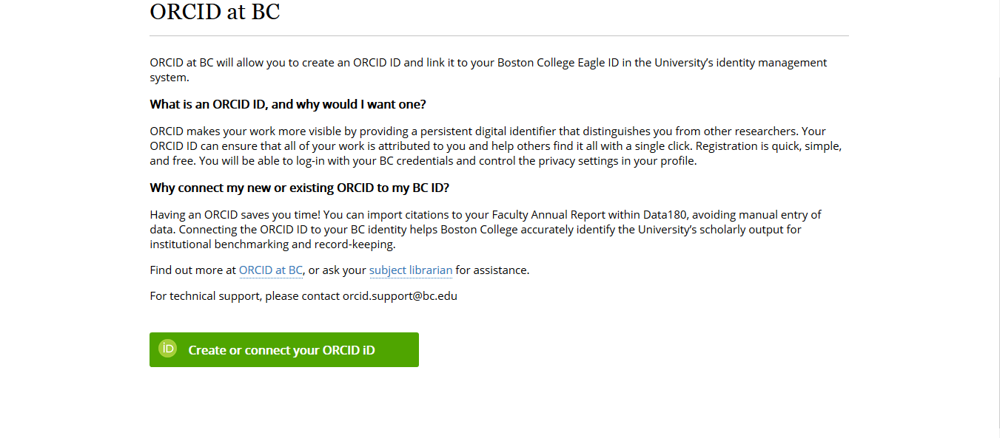 ORCID at BC
ORCID at BC will allow you to create an ORCID ID and link it to your Boston College Eagle ID in the University’s identity management
system.
What is an ORCID ID, and why would I want one?
ORCID makes your work more visible by providing a persistent digital identifier that distinguishes you from other researchers. Your
ORCID ID can ensure that all of your work is attributed to you and help others find it all with a single click. Registration is quick, simple,
and free. You will be able to log-in with your BC credentials and control the privacy settings in your profile.
Why connect my new or existing ORCID to my BC ID?
Having an ORCID saves you time! You can import citations to your Faculty Annual Report within Data180, avoiding manual entry of
data. Connecting the ORCID ID to your BC identity helps Boston College accurately identify the University’s scholarly output for
institutional benchmarking and record-keeping.
Find out more at ORCID at BC, or ask your subject librarian for assistance.
For technical support, please contact orcid.support@bc.edu
iD Create or connect your ORCID iD